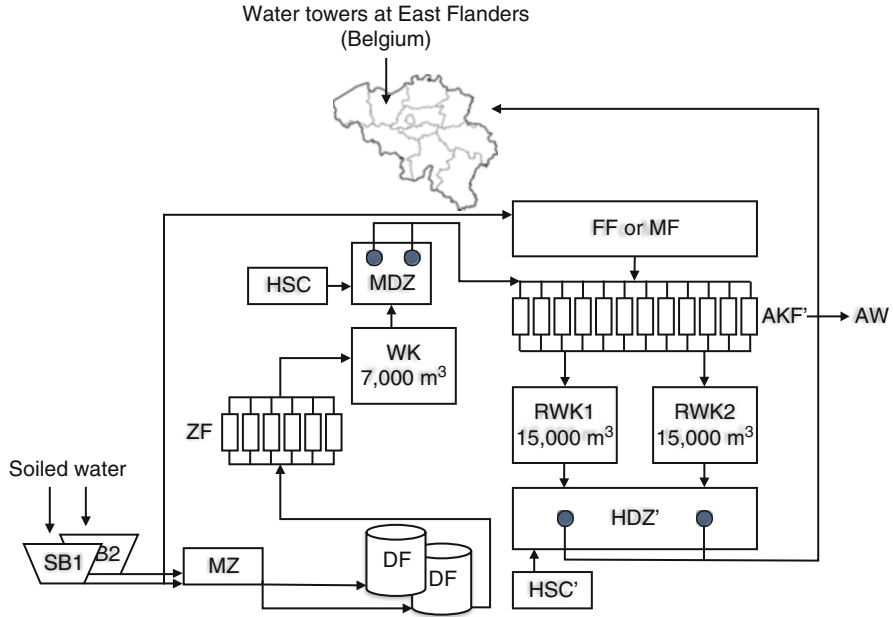 Water towers at East Flanders
(Belgium)
FF or MF
HSC
MDZ
AKF’
AW
WK
7,000 m³
RWK1
15,000 m³
RWK2
15,000 m³
ZF
Soiled water
HDZ’
SB1
B2
MZ
DF
DF
HSC’